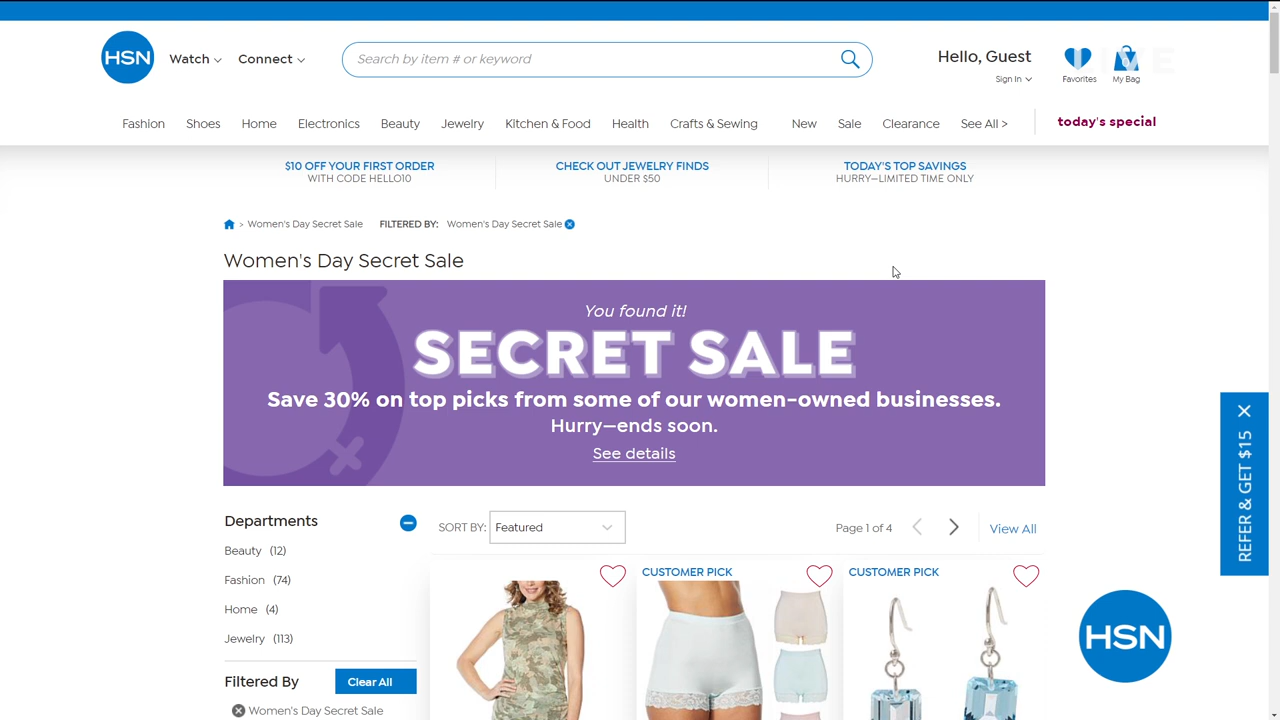 HSN
Watch
Connect
Search by item # or keyword
Hello, Guest
Sign In
Favorites
My Bag
Fashion
Shoes
Home
Electronics
Beauty
Jewelry
Kitchen & Food
Health
Crafts & Sewing
New
Sale
Clearance
See All >
today's special
$10 OFF YOUR FIRST ORDER
WITH CODE HELLO10
CHECK OUT JEWELRY FINDS
UNDER $50
TODAY'S TOP SAVINGS
HURRY—LIMITED TIME ONLY
> Women's Day Secret Sale
FILTERED BY: Women's Day Secret Sale
Women's Day Secret Sale
You found it!
SECRET SALE
Save 30% on top picks from some of our women-owned businesses.
Hurry—ends soon.
See details
REFER & GET $15
Departments
Beauty (12)
Fashion (74)
Home (4)
Jewelry (113)
Filtered By
Clear All
Women's Day Secret Sale
SORT BY: Featured
Page 1 of 4
View All
CUSTOMER PICK
CUSTOMER PICK
HSN